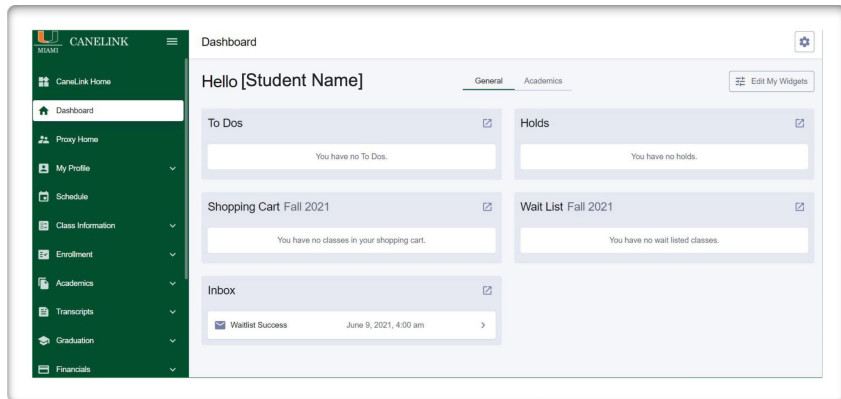 MIAMI
CANELINK
CaneLink Home
Dashboard
Proxy Home
My Profile
Schedule
Class Information
Enrollment
Academics
Transcripts
Graduation
Financials
Dashboard
Hello [Student Name]
General Academics
Edit My Widgets
To Dos
You have no To Dos.
Holds
You have no holds.
Shopping Cart Fall 2021
You have no classes in your shopping cart.
Wait List Fall 2021
You have no wait listed classes.
Inbox
Waitlist Success June 9, 2021, 4:00 am